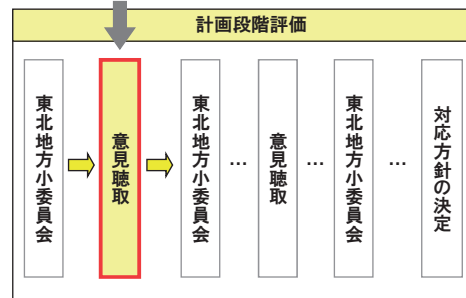 計画段階評価
東北地方小委員会
意見聴取
東北地方小委員会
…
意見聴取
…
東北地方小委員会
…
対応方針の決定